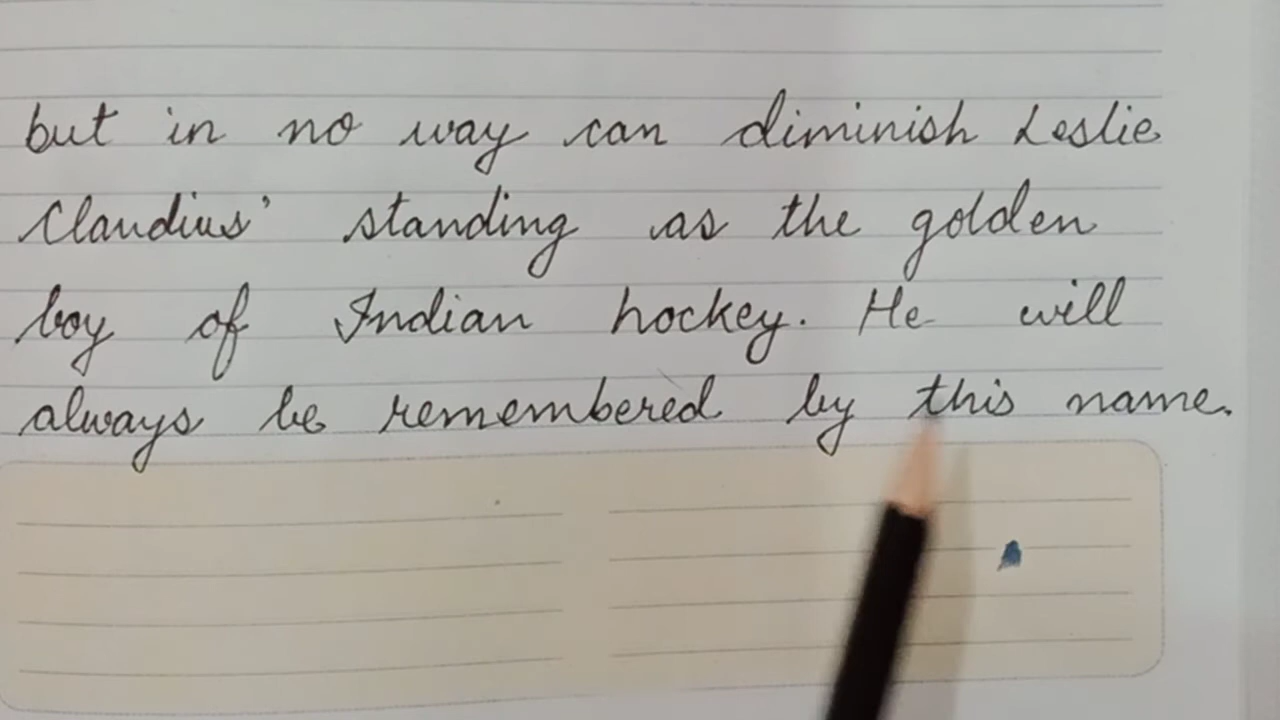 but in no way can diminish Leslie
Claudius' standing as the golden
boy of Indian hockey. He will
always be remembered by this name.